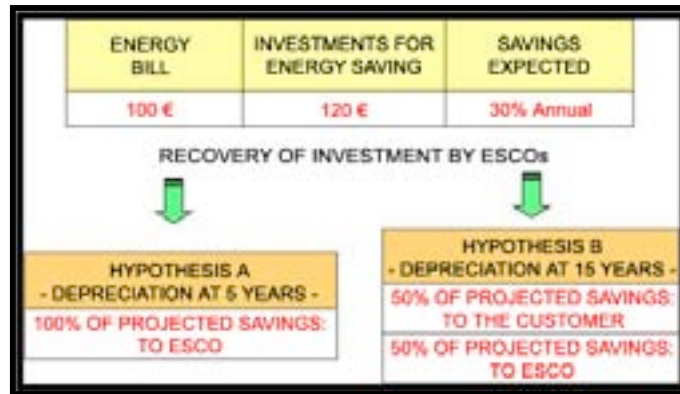 ENERGY
BILL
INVESTMENTS FOR
ENERGY SAVING
SAVINGS
EXPECTED
100 €
120 €
30% Annual
RECOVERY OF INVESTMENT BY ESCOs
HYPOTHESIS A
- DEPRECIATION AT 5 YEARS -
100% OF PROJECTED SAVINGS:
TO ESCO
HYPOTHESIS B
- DEPRECIATION AT 15 YEARS -
50% OF PROJECTED SAVINGS:
TO THE CUSTOMER
50% OF PROJECTED SAVINGS:
TO ESCO